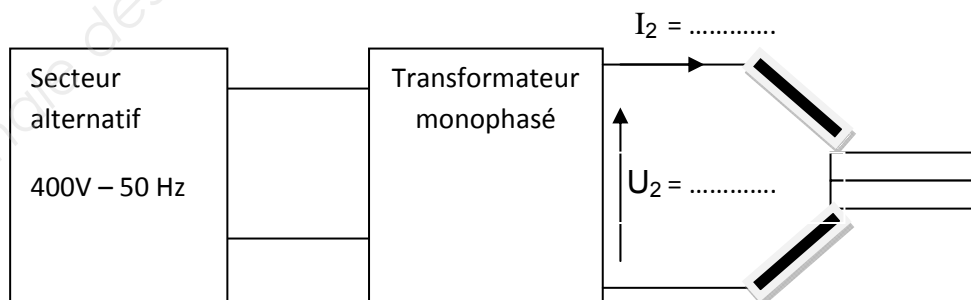 I₂ = .............
Secteur
alternatif
400V – 50 Hz
Transformateur
monophasé
U₂ = .............